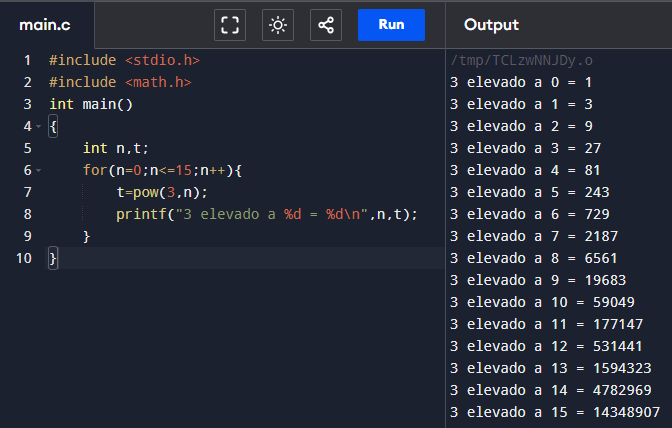 main.c
Run
1 #include <stdio.h>
2 #include <math.h>
3 int main()
4 {
5     int n,t;
6     for(n=0;n<=15;n++){
7         t=pow(3,n);
8         printf("3 elevado a %d = %d\n",n,t);
9     }
10 }
Output
/tmp/TCLzwNNJDy.o
3 elevado a 0 = 1
3 elevado a 1 = 3
3 elevado a 2 = 9
3 elevado a 3 = 27
3 elevado a 4 = 81
3 elevado a 5 = 243
3 elevado a 6 = 729
3 elevado a 7 = 2187
3 elevado a 8 = 6561
3 elevado a 9 = 19683
3 elevado a 10 = 59049
3 elevado a 11 = 177147
3 elevado a 12 = 531441
3 elevado a 13 = 1594323
3 elevado a 14 = 4782969
3 elevado a 15 = 14348907